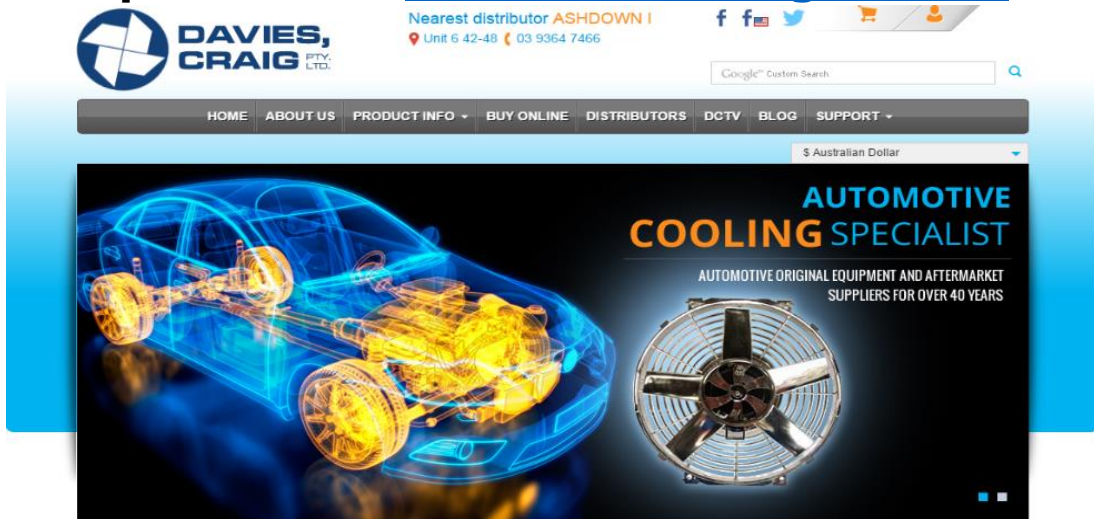 DAVIES,
CRAIG PTY.
LTD.
Nearest distributor ASHDOWN I
Unit 6 42-48 03 9364 7466
Google™ Custom Search
HOME ABOUT US PRODUCT INFO BUY ONLINE DISTRIBUTORS DCTV BLOG SUPPORT
$ Australian Dollar
AUTOMOTIVE
COOLING SPECIALIST
AUTOMOTIVE ORIGINAL EQUIPMENT AND AFTERMARKET
SUPPLIERS FOR OVER 40 YEARS